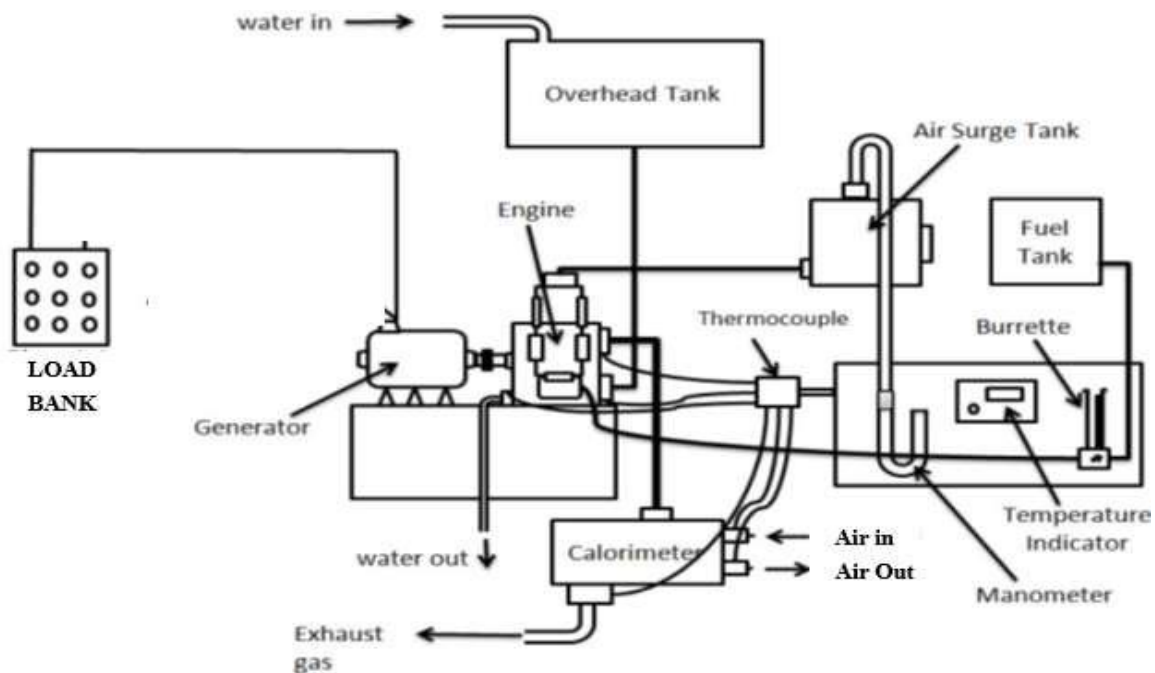 water in
Overhead Tank
Air Surge Tank
Engine
Fuel
Tank
Thermocouple
Burrette
LOAD
BANK
Generator
water out
Calorimeter
Air in
Air Out
Temperature
Indicator
Manometer
Exhaust
gas